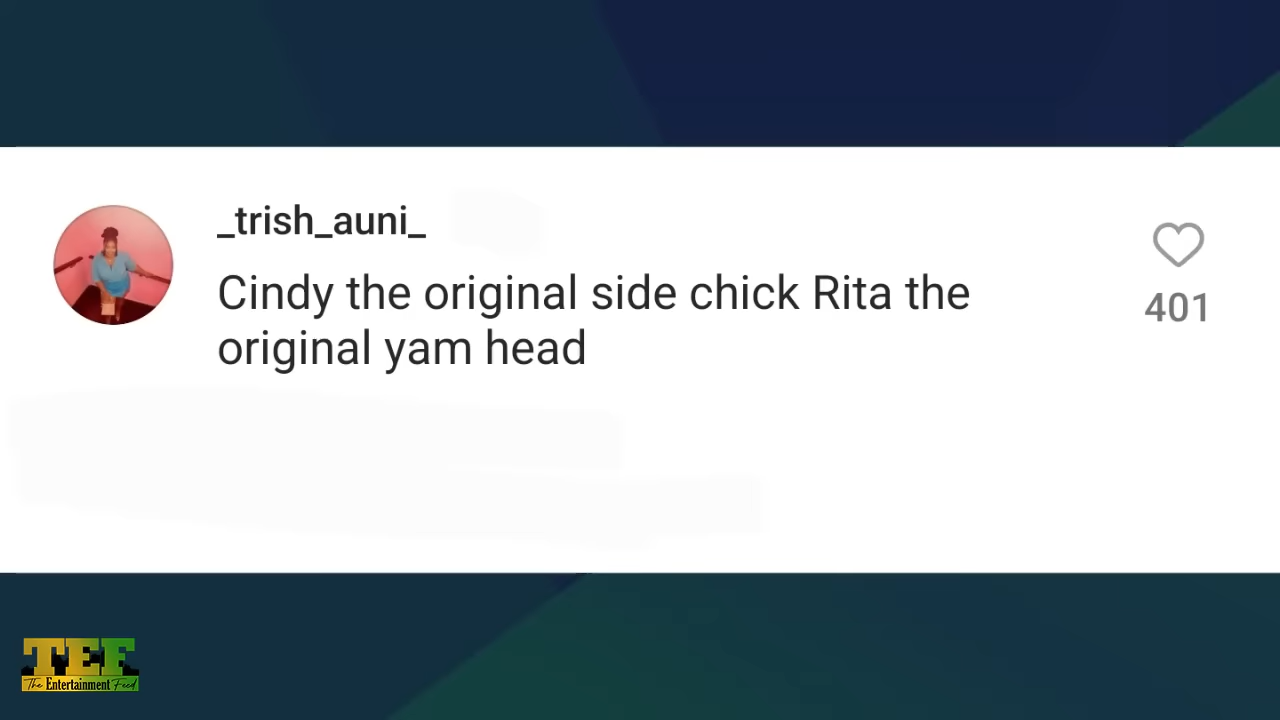 _trish_auni_
Cindy the original side chick Rita the
original yam head
401
TEF
The Entertainment Feed